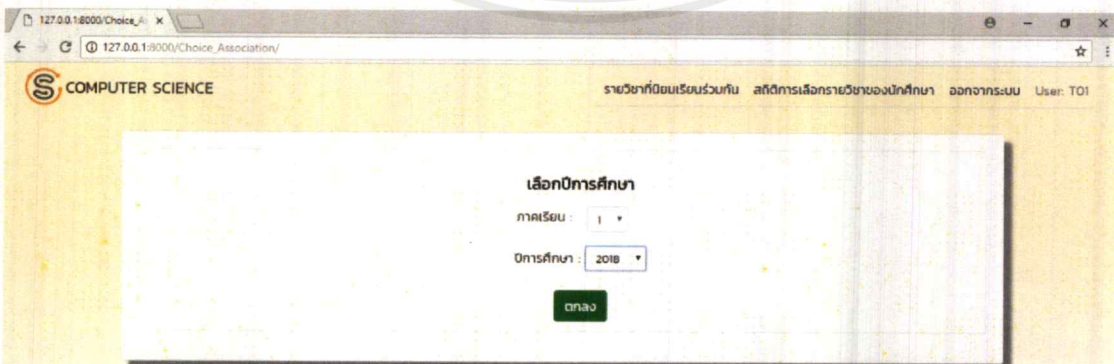 127.0.0.1:8000/Choice_A
127.0.0.1:8000/Choice_Association/
COMPUTER SCIENCE
รายวิชาที่นิยมเรียนร่วมกัน สถิติการเลือกรายวิชาของนักศึกษา ออกจากระบบ User: T01
เลือกปีการศึกษา
ภาคเรียน : 1
ปีการศึกษา : 2018
ตกลง